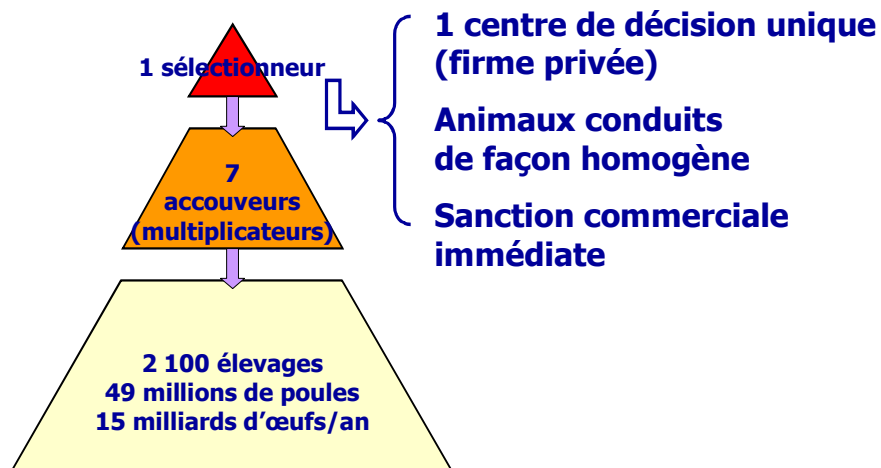 1 sélectionneur
7
accouveurs
(multiplicateurs)
2 100 élevages
49 millions de poules
15 milliards d’œufs/an
1 centre de décision unique
(firme privée)
Animaux conduits
de façon homogène
Sanction commerciale
immédiate